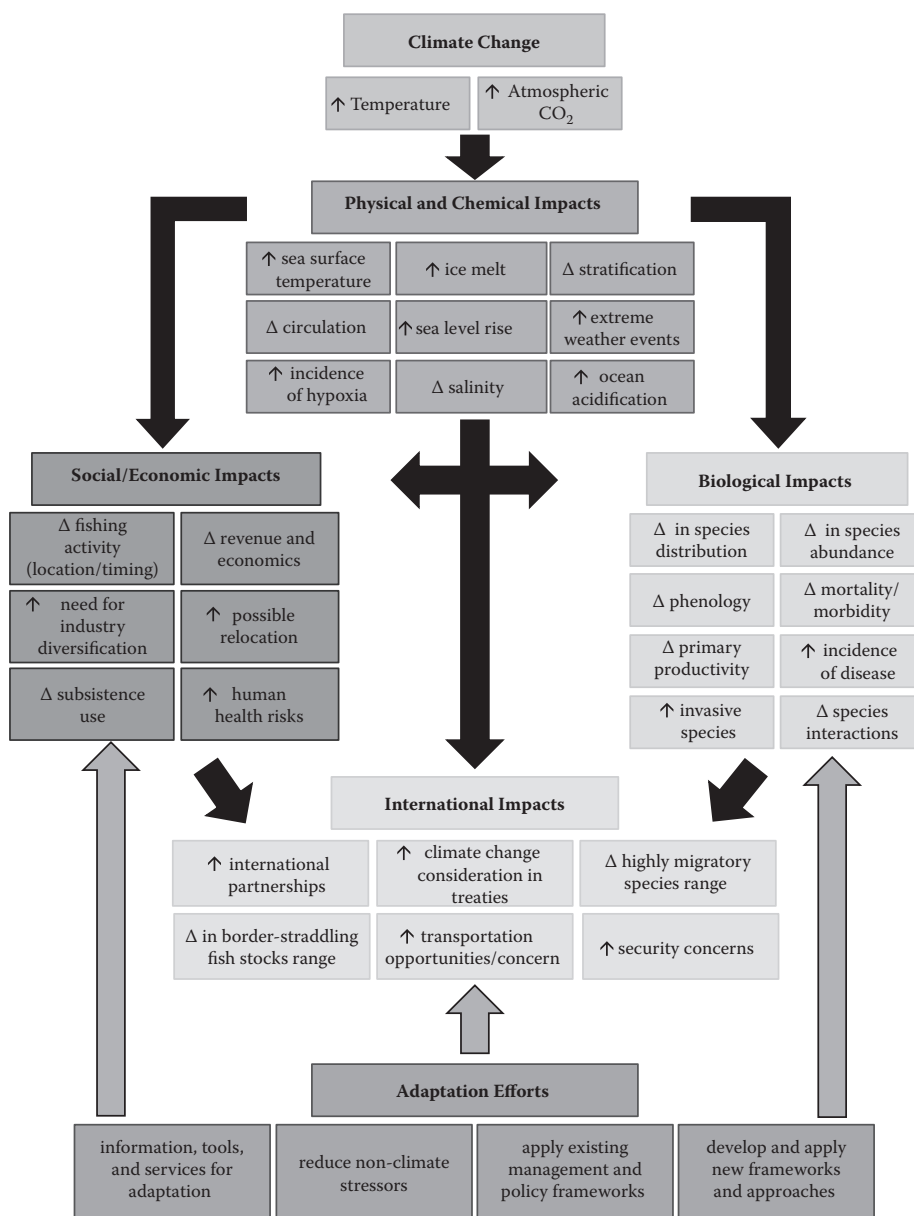 Climate Change
↑ Temperature
↑ Atmospheric
CO₂
Physical and Chemical Impacts
↑ sea surface
temperature
↑ ice melt
Δ stratification
Δ circulation
↑ sea level rise
↑ extreme
weather events
↑ incidence
of hypoxia
Δ salinity
↑ ocean
acidification
Social/Economic Impacts
Δ fishing
activity
(location/timing)
Δ revenue and
economics
↑ need for
industry
diversification
↑ possible
relocation
Δ subsistence
use
↑ human
health risks
Biological Impacts
Δ in species
distribution
Δ in species
abundance
Δ phenology
Δ mortality/
morbidity
Δ primary
productivity
↑ incidence
of disease
↑ invasive
species
Δ species
interactions
International Impacts
↑ international
partnerships
↑ climate change
consideration in
treaties
Δ highly migratory
species range
Δ in border-straddling
fish stocks range
↑ transportation
opportunities/concern
↑ security concerns
Adaptation Efforts
information, tools,
and services for
adaptation
reduce non-climate
stressors
apply existing
management and
policy frameworks
develop and apply
new frameworks
and approaches